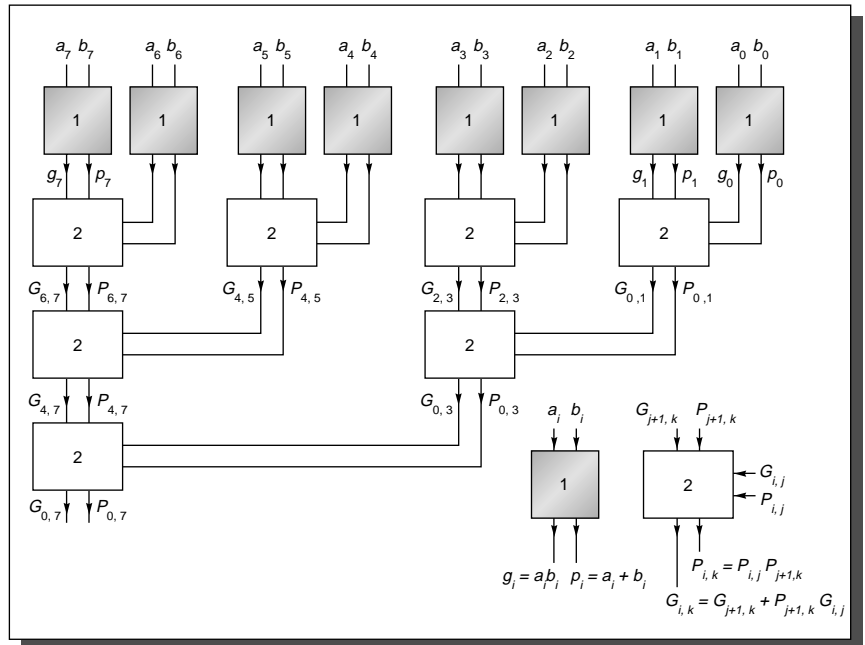 a7 b7 a6 b6 a5 b5 a4 b4 a3 b3 a2 b2 a1 b1 a0 b0
1 1 1 1 1 1 1 1
g7 p7 g1 p1 g0 p0
2 2 2 2
G6, 7 P6, 7 G4, 5 P4, 5 G2, 3 P2, 3 G0 ,1 P0 ,1
2 2
G4, 7 P4, 7 G0, 3 P0, 3
ai bi Gj+1, k Pj+1, k
2
Gi, j
1 2
Pi, j
G0, 7 P0, 7
Pi, k = Pi, j Pj+1,k
gi = aibi pi = ai + bi
Gi, k = Gj+1, k + Pj+1, k Gi, j